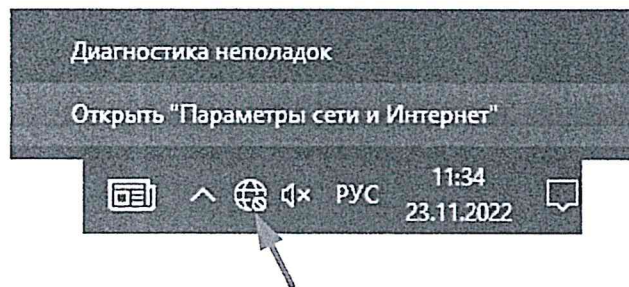 Диагностика неполадок
Открыть "Параметры сети и Интернет"
РУС
11:34
23.11.2022